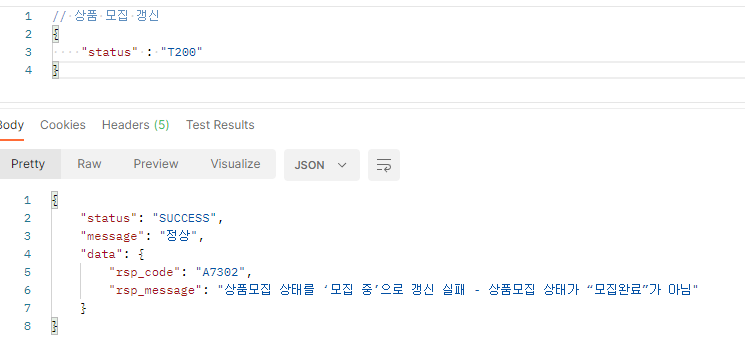 1 // 상품 모집 갱신
2 {
3 "status" : "T200"
4 }
Body Cookies Headers (5) Test Results
Pretty Raw Preview Visualize JSON
1 {
2 "status": "SUCCESS",
3 "message": "정상",
4 "data": {
5 "rsp_code": "A7302",
6 "rsp_message": "상품모집 상태를 ‘모집 중’으로 갱신 실패 - 상품모집 상태가 “모집완료”가 아님"
7 }
8 }